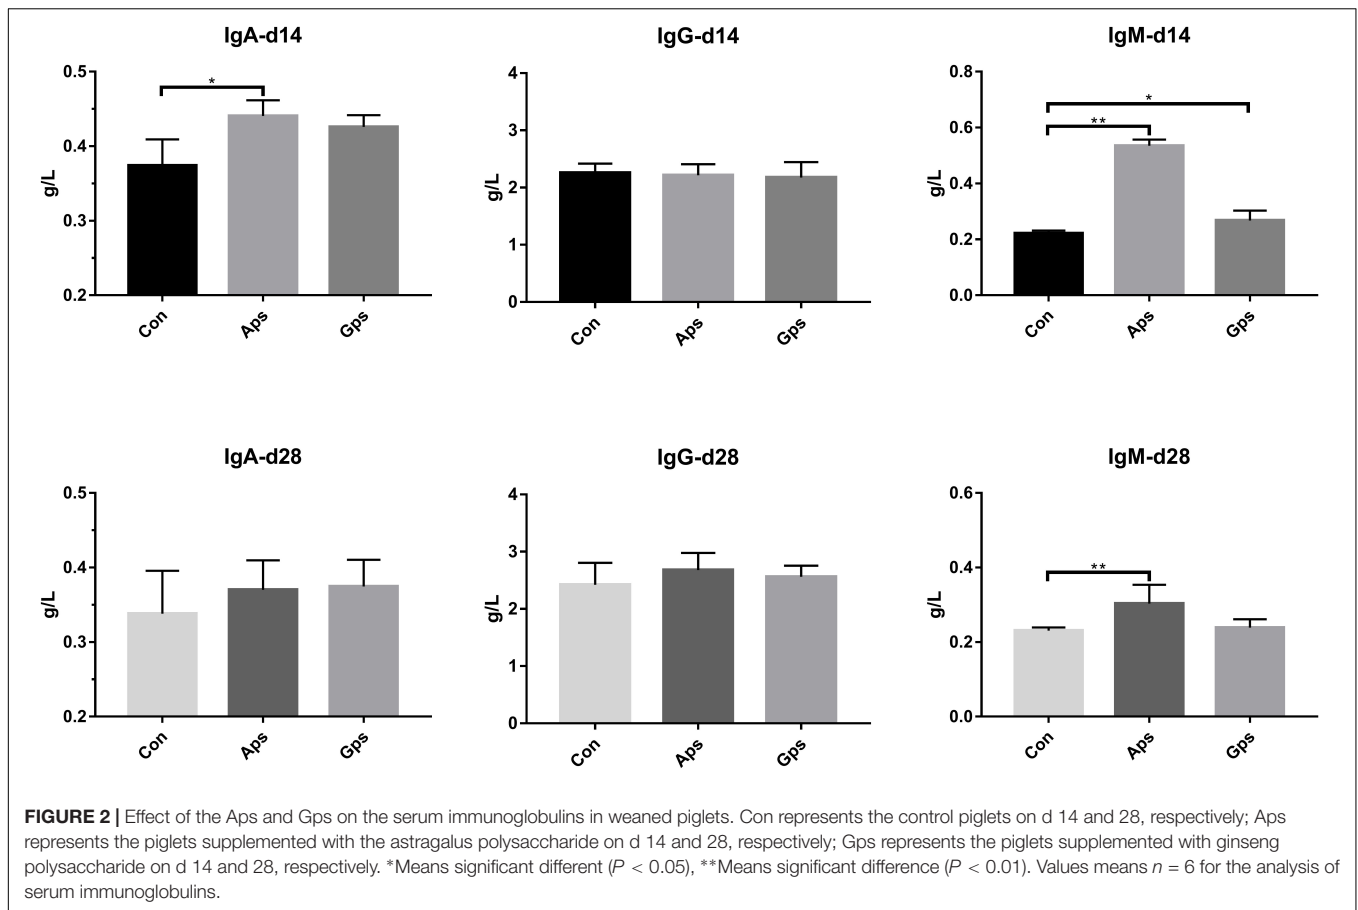 IgA-d14
0.5
0.4
0.3
0.2
g/L
*
Con
Aps
Gps
IgG-d14
4
3
2
1
0
g/L
Con
Aps
Gps
IgM-d14
0.8
0.6
0.4
0.2
0.0
g/L
*
**
Con
Aps
Gps
IgA-d28
0.5
0.4
0.3
0.2
g/L
Con
Aps
Gps
IgG-d28
4
3
2
1
0
g/L
Con
Aps
Gps
IgM-d28
0.6
0.4
0.2
0.0
g/L
**
Con
Aps
Gps
FIGURE 2 | Effect of the Aps and Gps on the serum immunoglobulins in weaned piglets. Con represents the control piglets on d 14 and 28, respectively; Aps
represents the piglets supplemented with the astragalus polysaccharide on d 14 and 28, respectively; Gps represents the piglets supplemented with ginseng
polysaccharide on d 14 and 28, respectively. *Means significant different (P < 0.05), **Means significant difference (P < 0.01). Values means n = 6 for the analysis of
serum immunoglobulins.